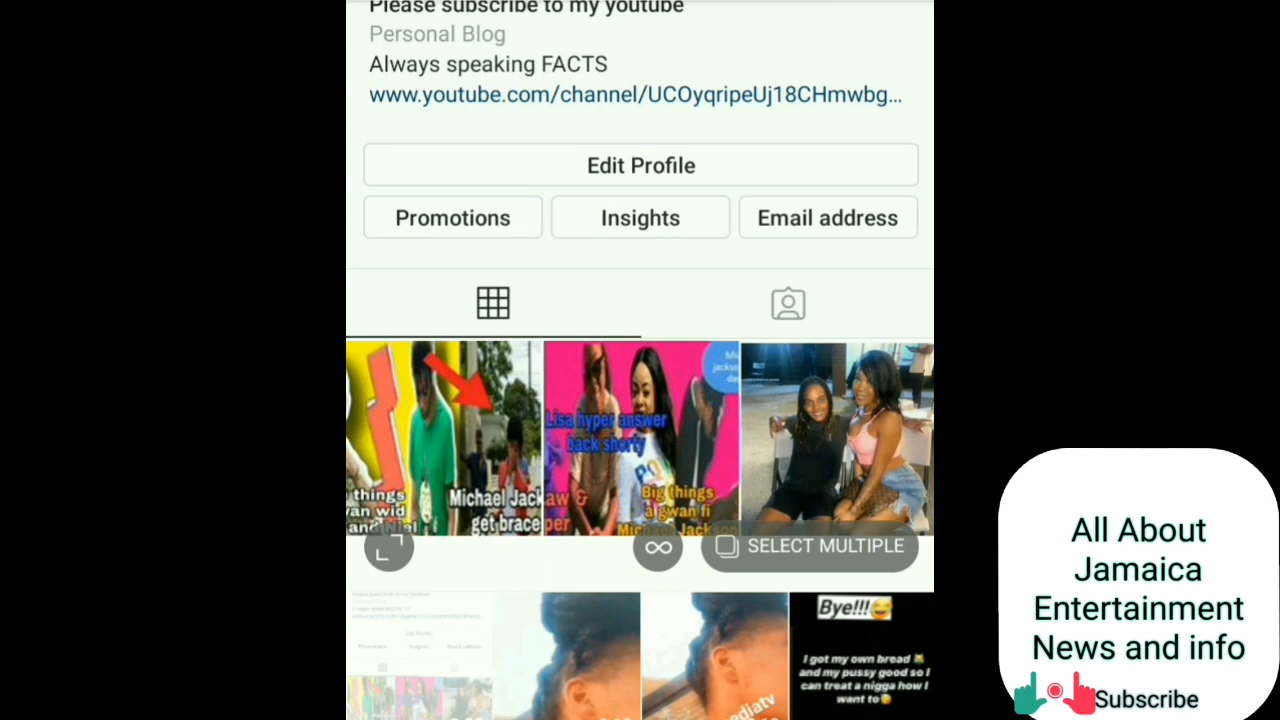 Please subscribe to my youtube
Personal Blog
Always speaking FACTS
www.youtube.com/channel/UCOyqripeUj18CHmwbg...
Edit Profile
Promotions
Insights
Email address
things
wid
Michael Jack
get brace
Lisa hyper answer
back shorty
Big things
a gwan fi
Michael Jackson
SELECT MULTIPLE
Edit Profile
Bye!!!😂
I got my own bread
and my pussy good so I
can treat a nigga how I
want to
All About
Jamaica
Entertainment
News and info
Subscribe